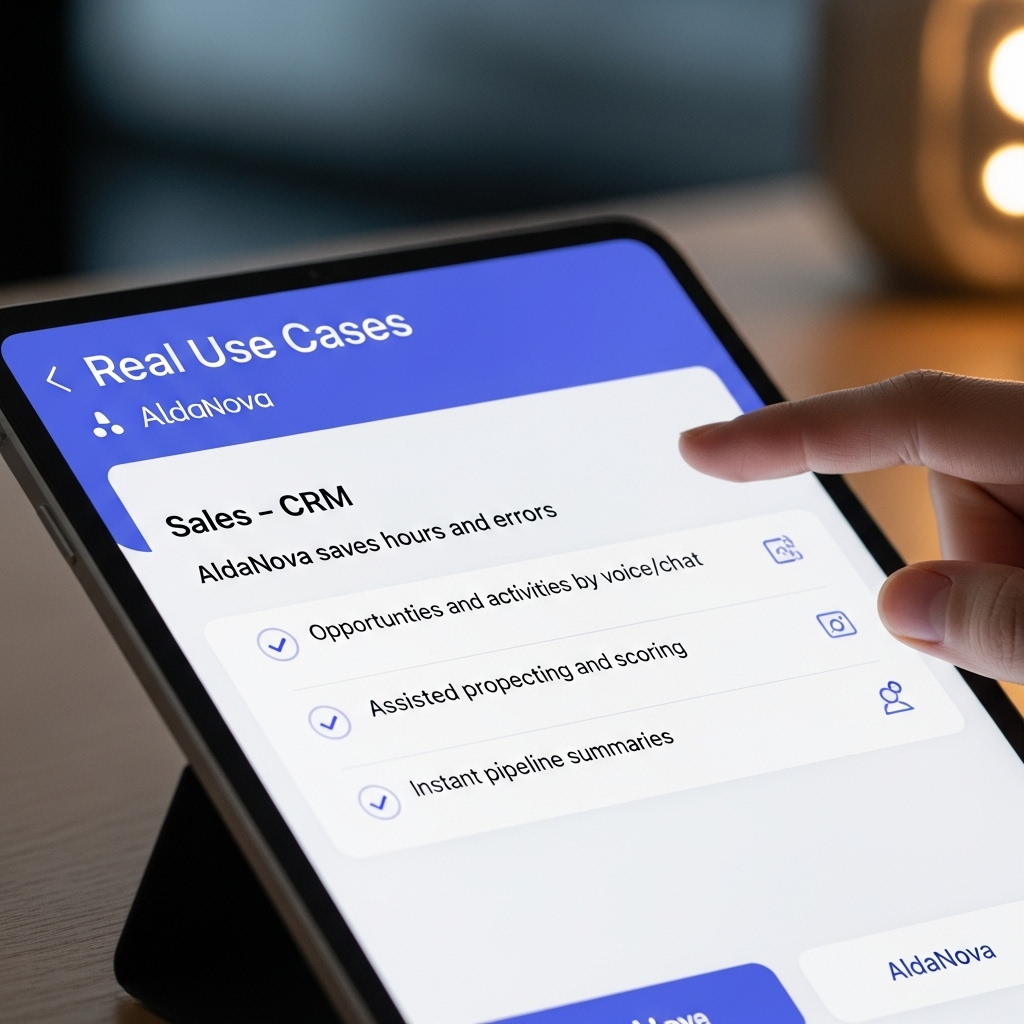 Real Use Cases
AldaNova
Sales – CRM
AldaNova saves hours and errors
Opportunties and activities by voice/chat
Assisted propecting and scoring
Instant pipeline summaries
AldaNova